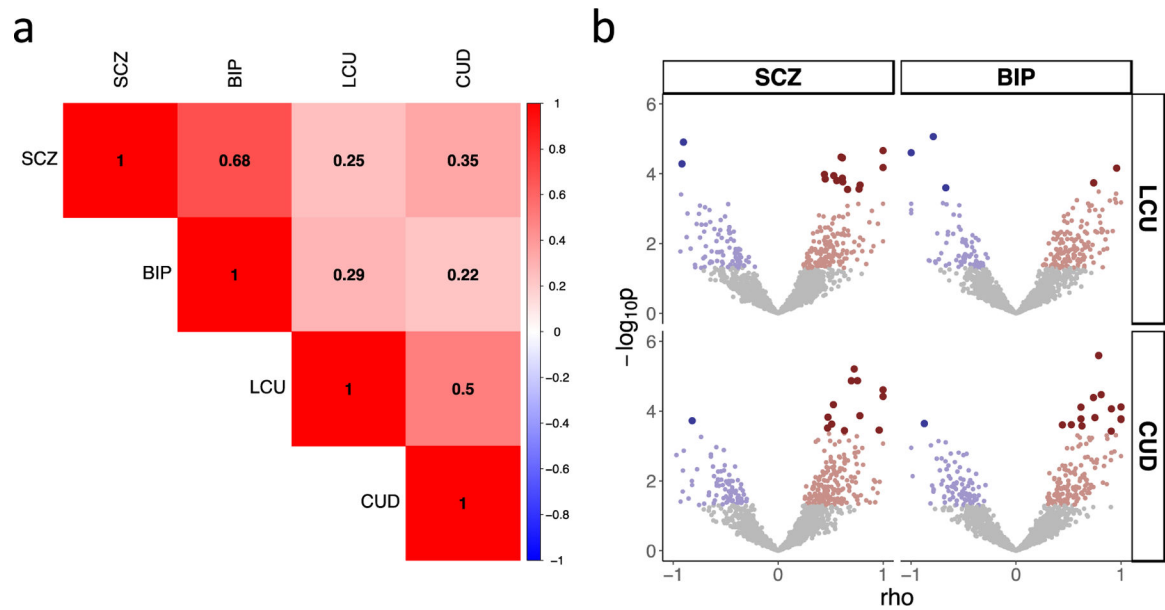 a
SCZ BIP LCU CUD
SCZ 1 0.68 0.25 0.35
BIP 1 0.29 0.22
LCU 1 0.5
CUD 1
1
0.8
0.6
0.4
0.2
0
−0.2
−0.4
−0.6
−0.8
−1
b
SCZ BIP
LCU
CUD
−log10p
6
4
2
0
6
4
2
0
−1 0 1 −1 0 1
rho